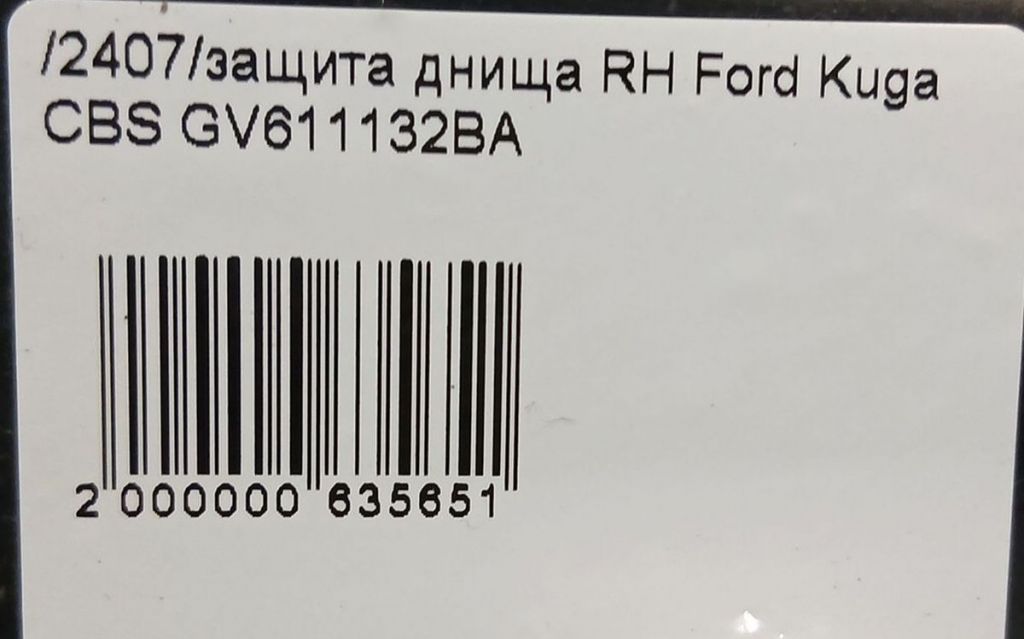 /2407/защита днища RH Ford Kuga
CBS GV611132BA
2 000000 635651